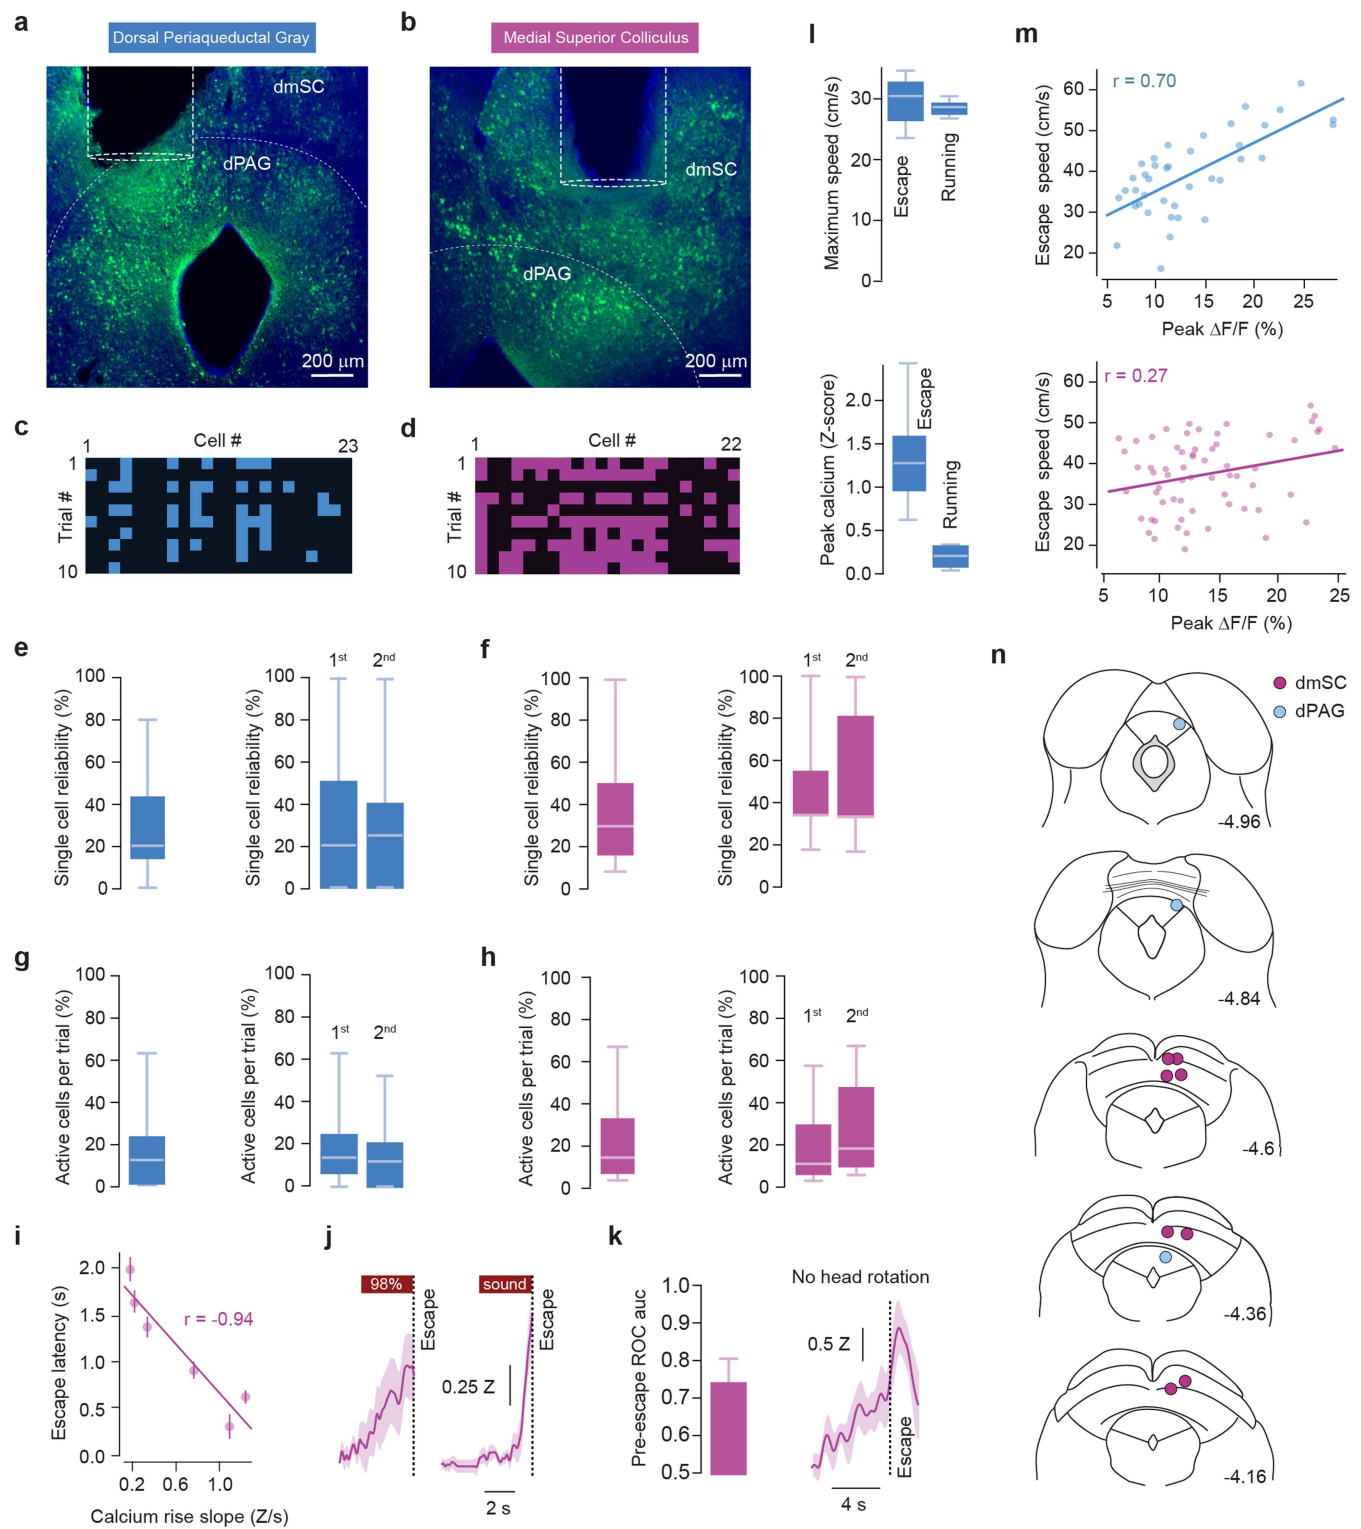 a
Dorsal Periaqueductal Gray
dmSC
dPAG
200 μm
b
Medial Superior Colliculus
dmSC
dPAG
200 μm
c
Cell #
1
23
1
Trial #
10
d
Cell #
1
22
1
10
e
Single cell reliability (%)
100
80
60
40
20
0
Single cell reliability (%)
1st
2nd
100
80
60
40
20
0
f
Single cell reliability (%)
100
80
60
40
20
0
Single cell reliability (%)
1st
2nd
100
80
60
40
20
0
g
Active cells per trial (%)
100
80
60
40
20
0
Active cells per trial (%)
1st
2nd
100
80
60
40
20
0
h
Active cells per trial (%)
100
80
60
40
20
0
Active cells per trial (%)
1st
2nd
100
80
60
40
20
0
i
Escape latency (s)
2.0
1.5
1.0
0.5
0.0
r = -0.94
0.2
0.6
1.0
Calcium rise slope (Z/s)
j
98%
Escape
sound
Escape
0.25 Z
2 s
k
Pre-escape ROC auc
1.0
0.9
0.8
0.7
0.6
0.5
No head rotation
0.5 Z
Escape
4 s
l
Maximum speed (cm/s)
30
20
10
0
Escape
Running
Peak calcium (Z-score)
2.0
1.5
1.0
0.5
0.0
Escape
Running
m
r = 0.70
Escape speed (cm/s)
60
50
40
30
20
5
10
15
20
25
Peak ΔF/F (%)
r = 0.27
Escape speed (cm/s)
60
50
40
30
20
5
10
15
20
25
Peak ΔF/F (%)
n
dmSC
dPAG
-4.96
-4.84
-4.6
-4.36
-4.16